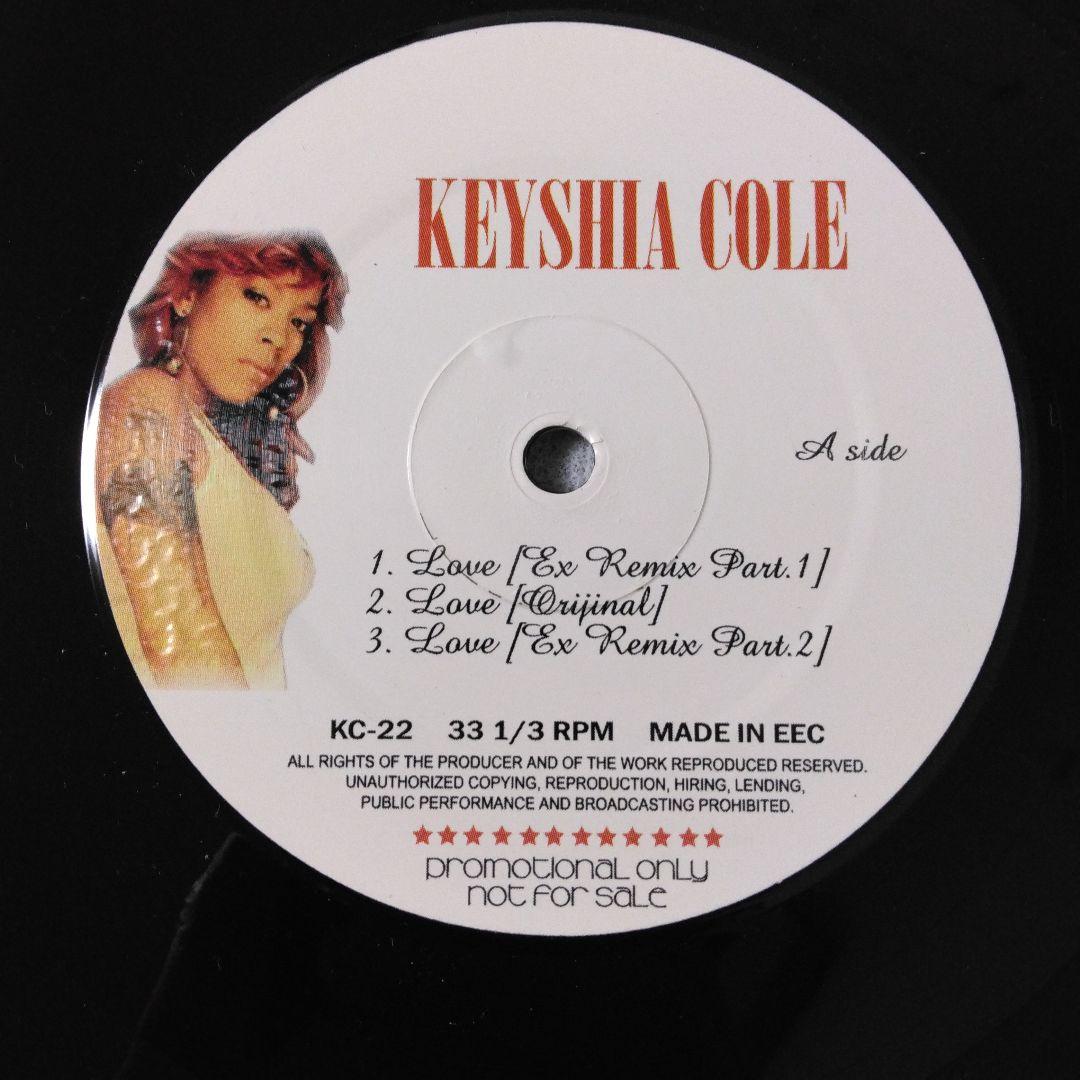 KEYSHIA COLE
A side
1. Love [Ex Remix Part.1]
2. Love [Orijinal]
3. Love [Ex Remix Part.2]
KC-22 33 1/3 RPM MADE IN EEC
ALL RIGHTS OF THE PRODUCER AND OF THE WORK REPRODUCED RESERVED.
UNAUTHORIZED COPYING, REPRODUCTION, HIRING, LENDING,
PUBLIC PERFORMANCE AND BROADCASTING PROHIBITED.
promotional only
not for sale